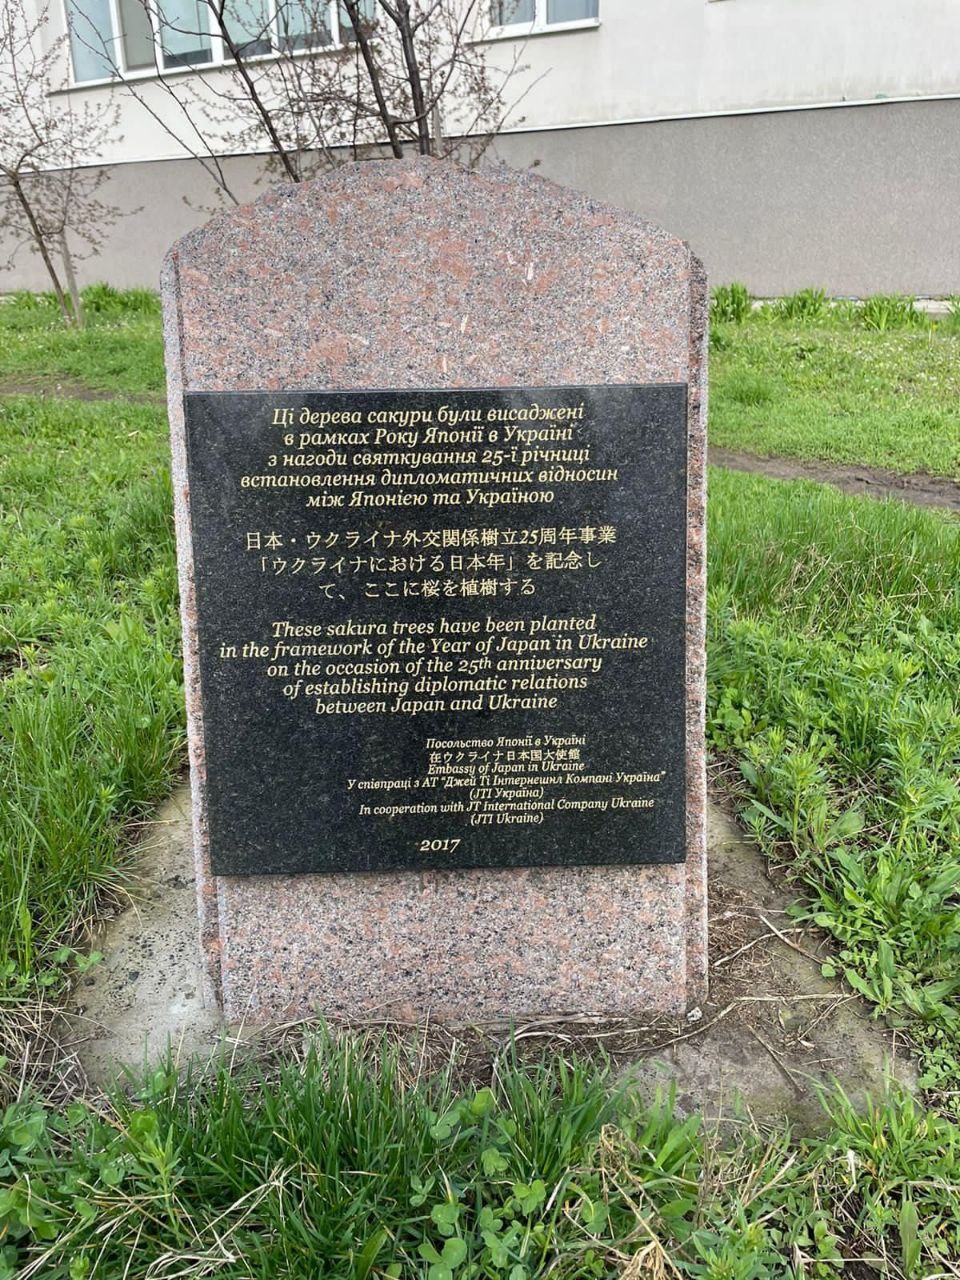 Ці дерева сакури були висаджені
в рамках Року Японії в Україні
з нагоди святкування 25-ї річниці
встановлення дипломатичних відносин
між Японією та Україною
日本・ウクライナ外交関係樹立25周年事業
「ウクライナにおける日本年」を記念し
て、ここに桜を植樹する
These sakura trees have been planted
in the framework of the Year of Japan in Ukraine
on the occasion of the 25th anniversary
of establishing diplomatic relations
between Japan and Ukraine
Посольство Японії в Україні
在ウクライナ日本国大使館
Embassy of Japan in Ukraine
У співпраці з АТ "Джей Ті Інтернешнл Компані Україна"
(JTI Україна)
In cooperation with JT International Company Ukraine
(JTI Ukraine)
2017